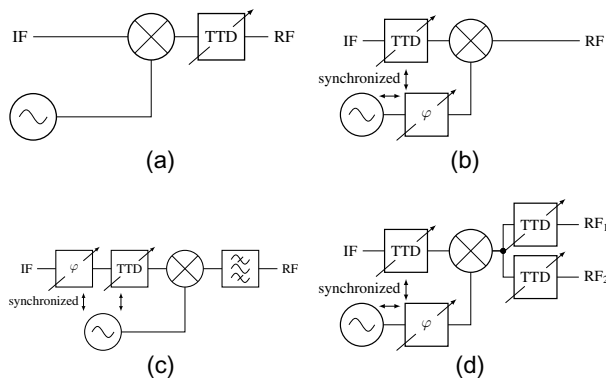 IF TTD RF
(a)
IF TTD RF
synchronized
φ
(b)
IF φ TTD RF
synchronized
(c)
IF TTD TTD RF₁
synchronized TTD RF₂
φ
(d)